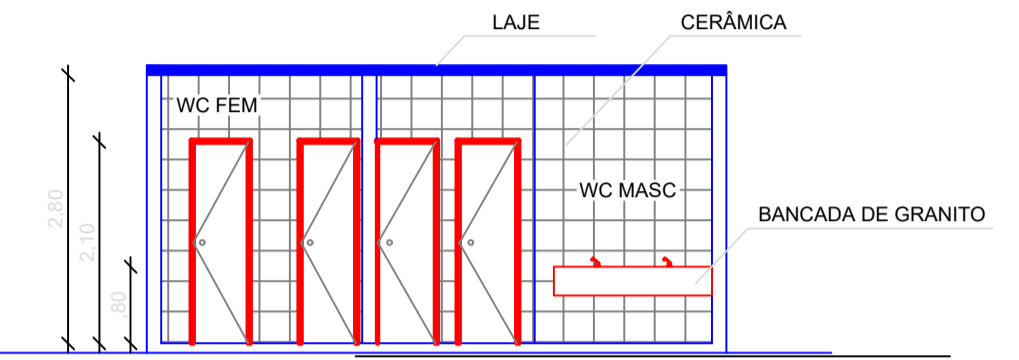 LAJE
CERÂMICA
WC FEM
WC MASC
BANCADA DE GRANITO
2,80
2,10
,80